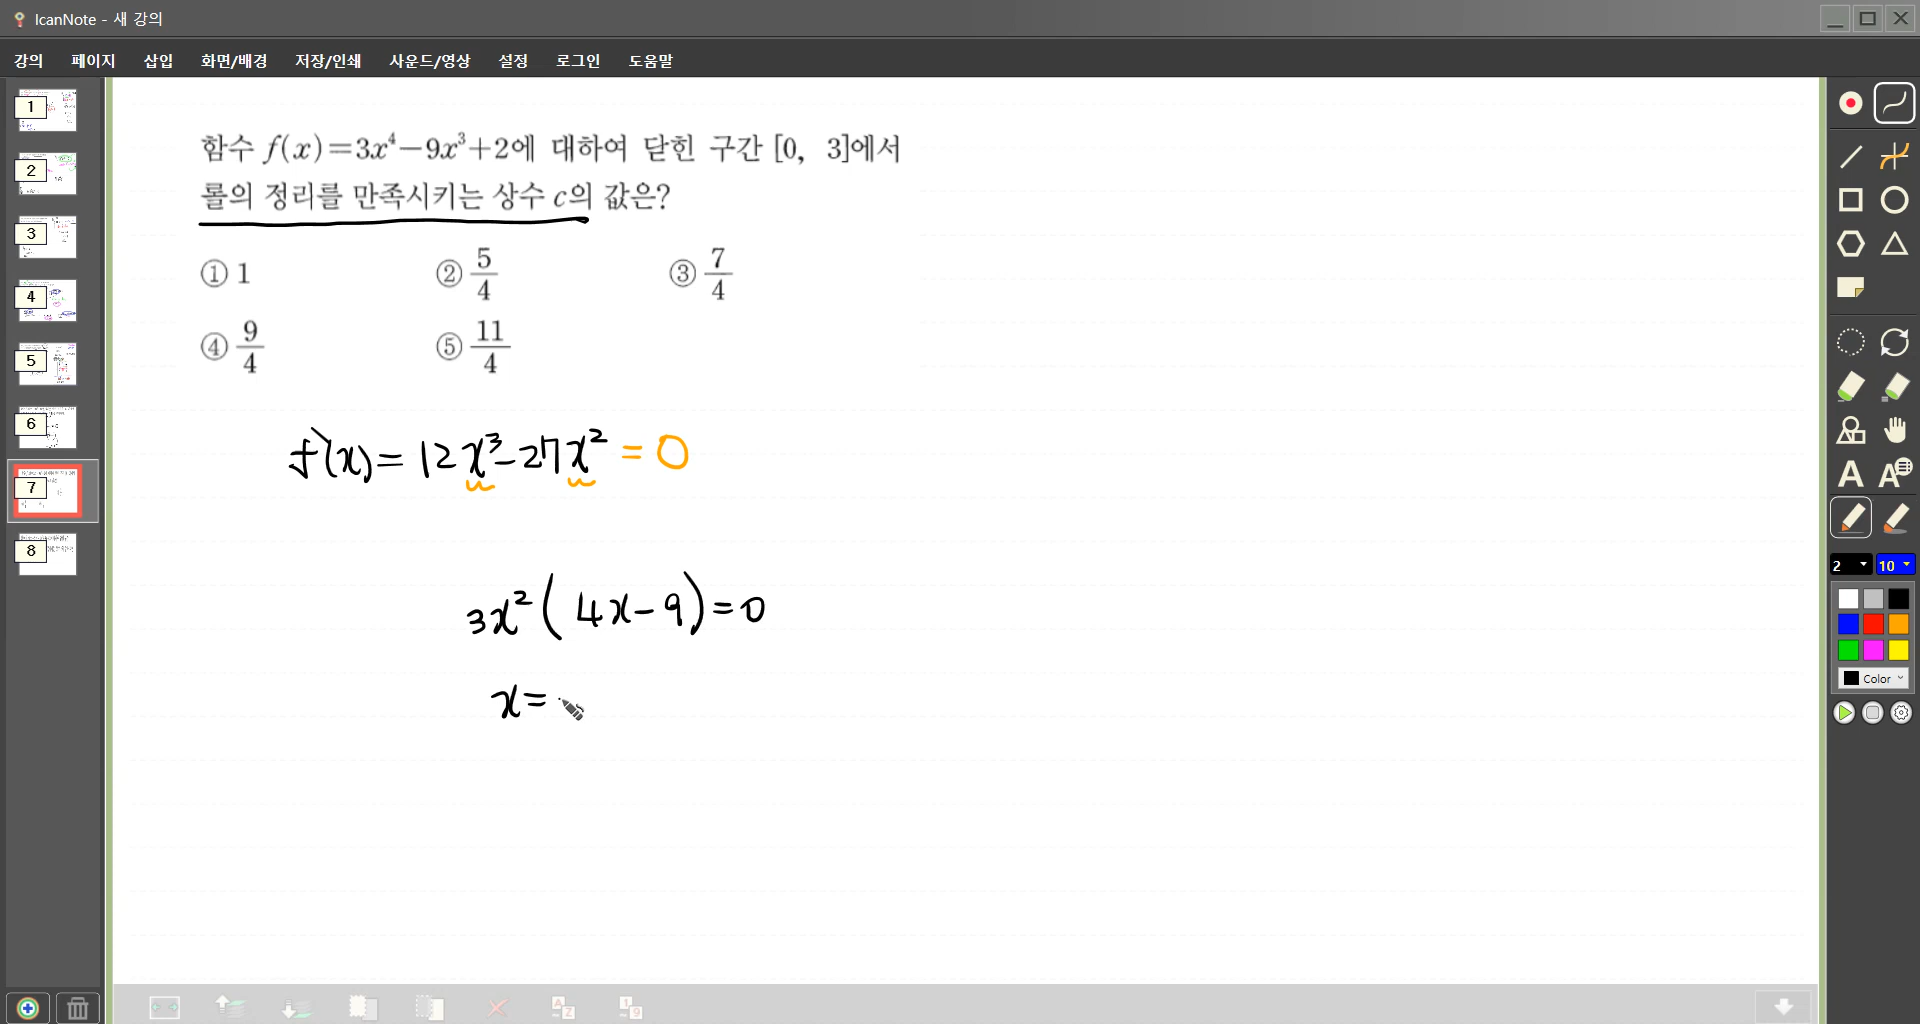 IcanNote - 새 강의
강의 페이지 삽입 화면/배경 저장/인쇄 사운드/영상 설정 로그인 도움말
1
2
3
4
5
6
7
8
함수 f(x)=3x⁴-9x³+2에 대하여 닫힌 구간 [0, 3]에서
롤의 정리를 만족시키는 상수 c의 값은?
① 1 ② 5/4 ③ 7/4
④ 9/4 ⑤ 11/4
f'(x) = 12x³-27x² = 0
3x²(4x-9)=0
x=
2 10
Color